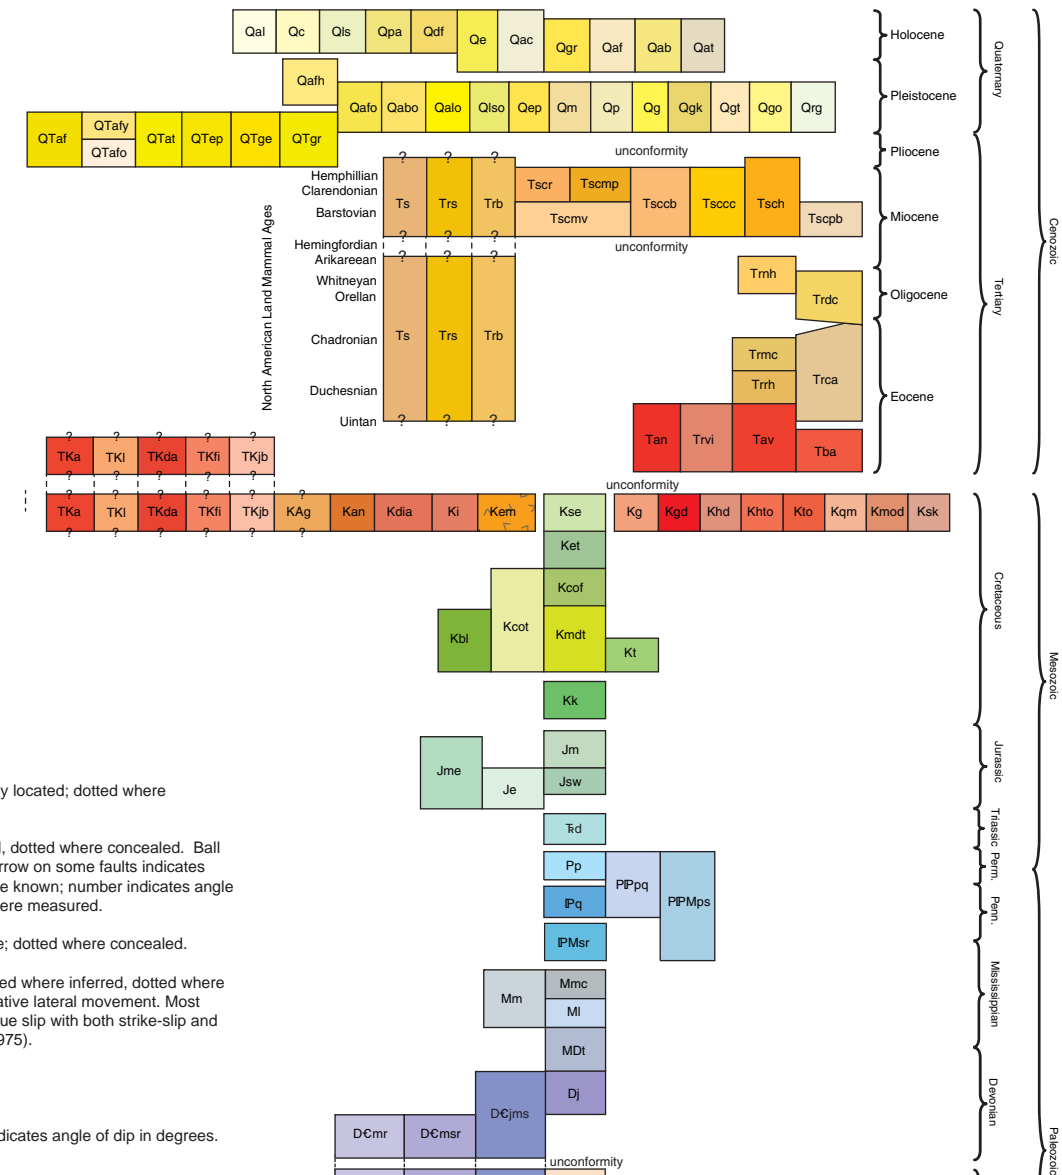 Qal Qc Qls Qpa Qdf Qe Qac Qgr Qaf Qab Qat
Holocene
Quaternary
Qafh
Qafo Qabo Qalo Qlso Qep Qm Qp Qg Qgk Qgt Qgo Qrg
Pleistocene
QTaf QTafy QTafo QTat QTep QTge QTgr
Pliocene
unconformity
? ? ?
Hemphillian
Clarendonian
Barstovian
Ts Trs Trb Tscr Tscmp Tscmv Tsccb Tsccc Tsch Tscpb
Miocene
? ? ?
unconformity
Cenozoic
North American Land Mammal Ages
Hemingfordian
Arikareean
? ? ?
Whitneyan
Orellan
Trnh Trdc
Oligocene
Tertiary
Chadronian
Ts Trs Trb
Trmc Trca
Trrh
Duchesnian
Eocene
Uintan
? ? ?
Tan Trvi Tav Tba
? ? ? ? ?
TKa TKl TKda TKfi TKjb
? ? ? ? ?
unconformity
? ? ? ? ? ?
TKa TKl TKda TKfi TKjb KAg Kan Kdia Ki Kem Kse Kg Kgd Khd Khto Kto Kqm Kmod Ksk
? ? ? ? ? ?
Ket
Kcof
Cretaceous
Kbl Kcot Kmdt Kt
Mesozoic
Kk
Jme Jm
Je Jsw
Jurassic
y located; dotted where
T̶d
Triassic
, dotted where concealed. Ball
rrow on some faults indicates
e known; number indicates angle
ere measured.
Pp PIPpq PIPMps
Perm.
IPq
Penn.
e; dotted where concealed.
IPMsr
ed where inferred, dotted where
ative lateral movement. Most
ue slip with both strike-slip and
975).
Mm Mmc
Ml
Mississippian
MDt
Dj
D€jms
Devonian
D€mr D€msr
dicates angle of dip in degrees.
unconformity
Paleozoic